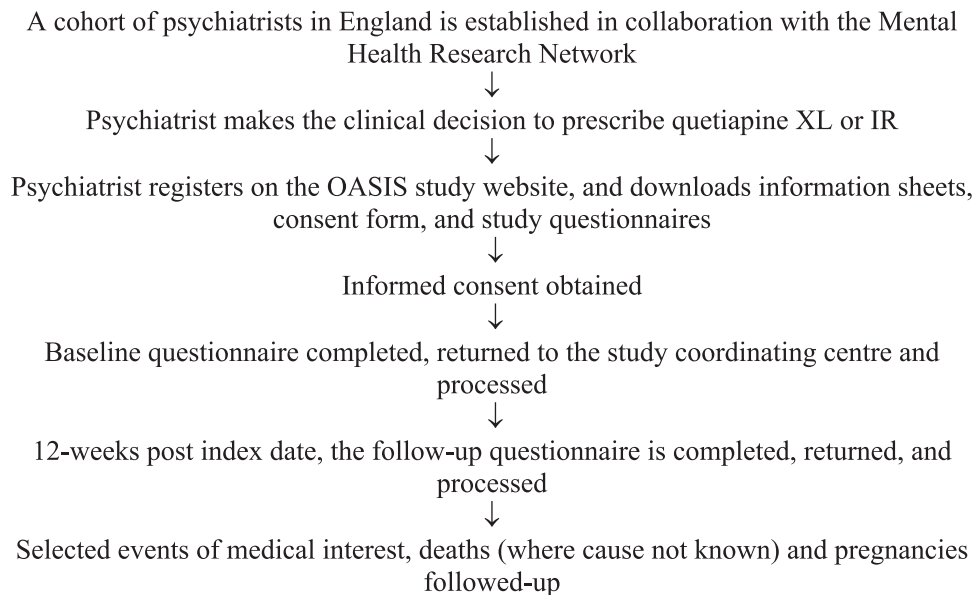 A cohort of psychiatrists in England is established in collaboration with the Mental
Health Research Network
↓
Psychiatrist makes the clinical decision to prescribe quetiapine XL or IR
↓
Psychiatrist registers on the OASIS study website, and downloads information sheets,
consent form, and study questionnaires
↓
Informed consent obtained
↓
Baseline questionnaire completed, returned to the study coordinating centre and
processed
↓
12-weeks post index date, the follow-up questionnaire is completed, returned, and
processed
↓
Selected events of medical interest, deaths (where cause not known) and pregnancies
followed-up